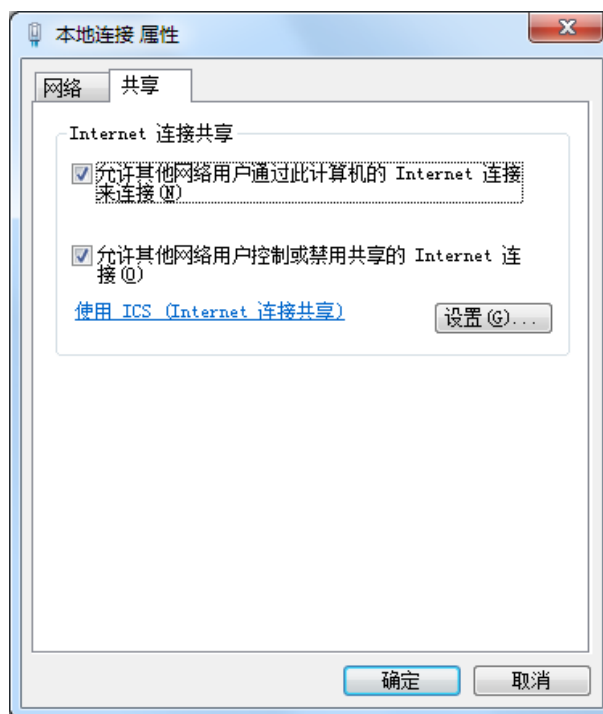 本地连接 属性
网络 共享
Internet 连接共享
允许其他网络用户通过此计算机的 Internet 连接
来连接(N)
允许其他网络用户控制或禁用共享的 Internet 连
接(O)
使用 ICS (Internet 连接共享)
设置(G)...
确定 取消